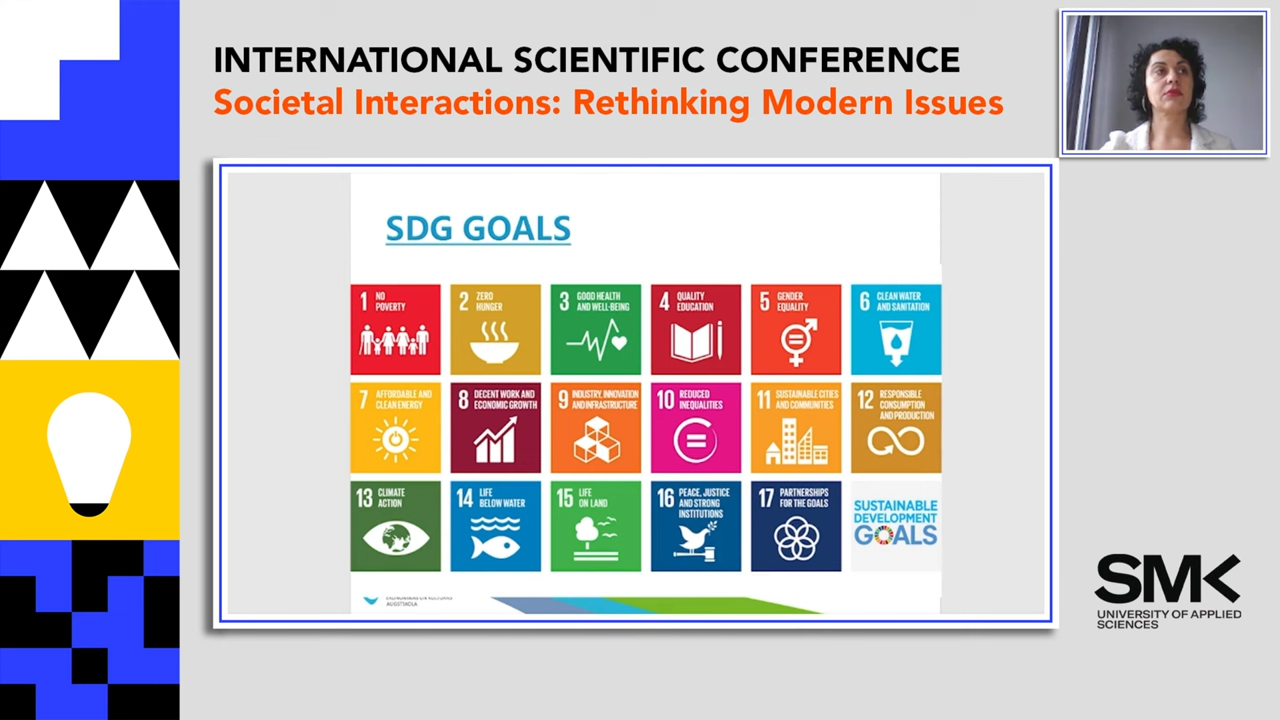 INTERNATIONAL SCIENTIFIC CONFERENCE
Societal Interactions: Rethinking Modern Issues
SDG GOALS
1 NO
POVERTY
2 ZERO
HUNGER
3 GOOD HEALTH
AND WELL-BEING
4 QUALITY
EDUCATION
5 GENDER
EQUALITY
6 CLEAN WATER
AND SANITATION
7 AFFORDABLE AND
CLEAN ENERGY
8 DECENT WORK AND
ECONOMIC GROWTH
9 INDUSTRY, INNOVATION
AND INFRASTRUCTURE
10 REDUCED
INEQUALITIES
11 SUSTAINABLE CITIES
AND COMMUNITIES
12 RESPONSIBLE
CONSUMPTION
AND PRODUCTION
13 CLIMATE
ACTION
14 LIFE
BELOW WATER
15 LIFE
ON LAND
16 PEACE, JUSTICE
AND STRONG
INSTITUTIONS
17 PARTNERSHIPS
FOR THE GOALS
SUSTAINABLE
DEVELOPMENT
GOALS
AUGSTSKOLA
SMK
UNIVERSITY OF APPLIED
SCIENCES